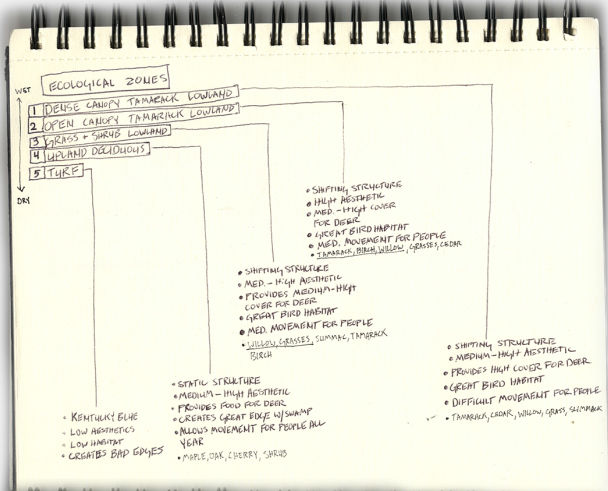 ECOLOGICAL ZONES
WET
1 DENSE CANOPY TAMARACK LOWLAND
2 OPEN CANOPY TAMARACK LOWLAND
3 GRASS + SHRUB LOWLAND
4 UPLAND DECIDUOUS
5 TURF
DRY
• SHIFTING STRUCTURE
• HIGH AESTHETIC
• MED.-HIGH COVER
FOR DEER
• GREAT BIRD HABITAT
• MED. MOVEMENT FOR PEOPLE
• TAMARACK, BIRCH, WILLOW, GRASSES, CEDAR
• SHIFTING STRUCTURE
• MED.-HIGH AESTHETIC
• PROVIDES MEDIUM-HIGH
COVER FOR DEER
• GREAT BIRD HABITAT
• MED. MOVEMENT FOR PEOPLE
• WILLOW, GRASSES, SUMMAC, TAMARACK
BIRCH
• SHIFTING STRUCTURE
• MEDIUM-HIGH AESTHETIC
• PROVIDES HIGH COVER FOR DEER
• GREAT BIRD HABITAT
• DIFFICULT MOVEMENT FOR PEOPLE
• TAMARACK, CEDAR, WILLOW, GRASS, SUMMACK
• STATIC STRUCTURE
• MEDIUM-HIGH AESTHETIC
• PROVIDES FOOD FOR DEER
• CREATES GREAT EDGE W/SWAMP
• ALLOWS MOVEMENT FOR PEOPLE ALL
YEAR
• MAPLE, OAK, CHERRY, SHRUB
• KENTUCKY BLUE
• LOW AESTHETICS
• LOW HABITAT
• CREATES BAD EDGES